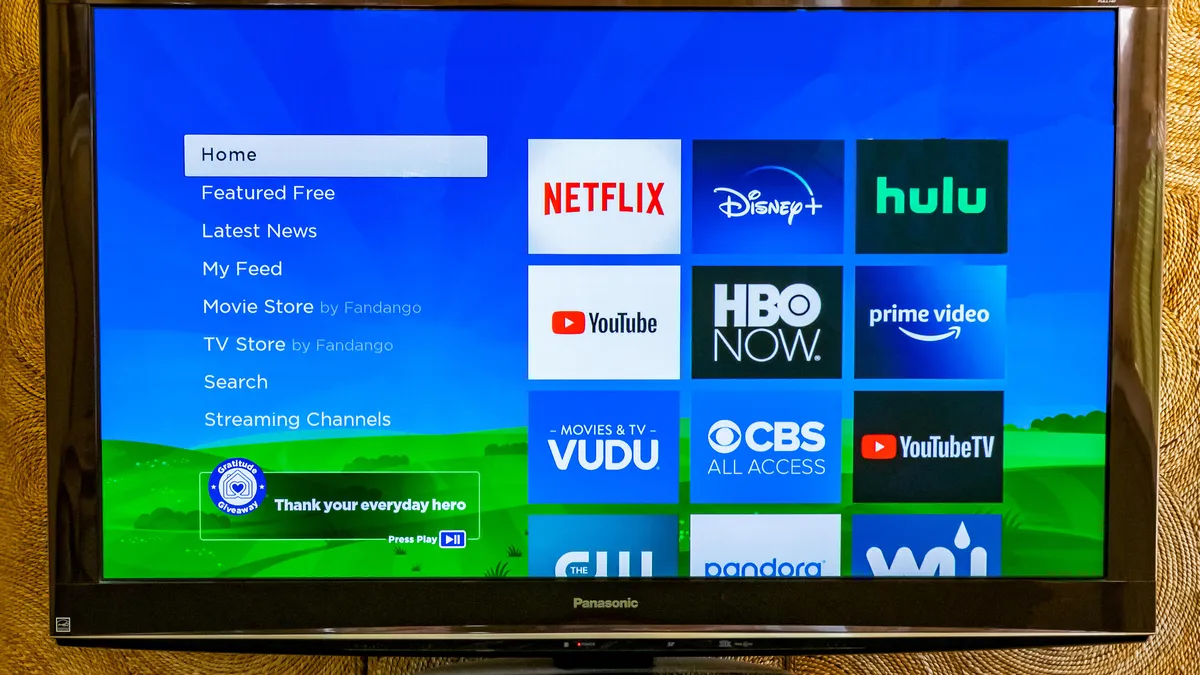 Home
Featured Free
Latest News
My Feed
Movie Store by Fandango
TV Store by Fandango
Search
Streaming Channels
Gratitude
Giveaway
Thank your everyday hero
Press Play
NETFLIX
Disney+
hulu
YouTube
HBO
NOW.
prime video
– MOVIES & TV –
VUDU
CBS
ALL ACCESS
YouTubeTV
THE
CW
pandora
Panasonic